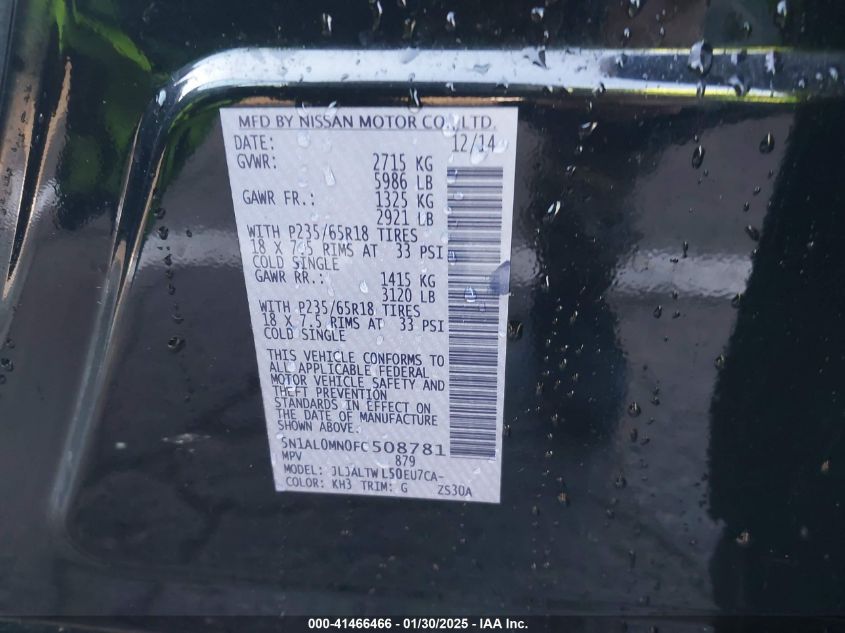 MFD BY NISSAN MOTOR CO.,LTD.
DATE: 12/14
GVWR: 2715 KG
5986 LB
GAWR FR.: 1325 KG
2921 LB
WITH P235/65R18 TIRES
18 X 7.5 RIMS AT 33 PSI
COLD SINGLE
GAWR RR.: 1415 KG
3120 LB
WITH P235/65R18 TIRES
18 X 7.5 RIMS AT 33 PSI
COLD SINGLE
THIS VEHICLE CONFORMS TO
ALL APPLICABLE FEDERAL
MOTOR VEHICLE SAFETY AND
THEFT PREVENTION
STANDARDS IN EFFECT ON
THE DATE OF MANUFACTURE
SHOWN ABOVE.
5N1AL0MN0FC508781
MPV 879
MODEL: JLJALTWL50EU7CA-
COLOR: KH3 TRIM: G ZS30A
000-41466466 - 01/30/2025 - IAA Inc.